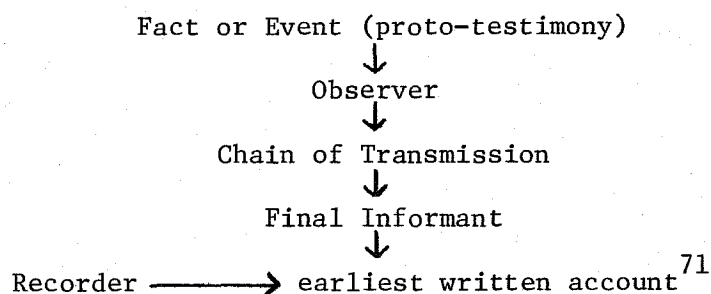 Fact or Event (proto-testimony)
Observer
Chain of Transmission
Final Informant
Recorder → earliest written account71